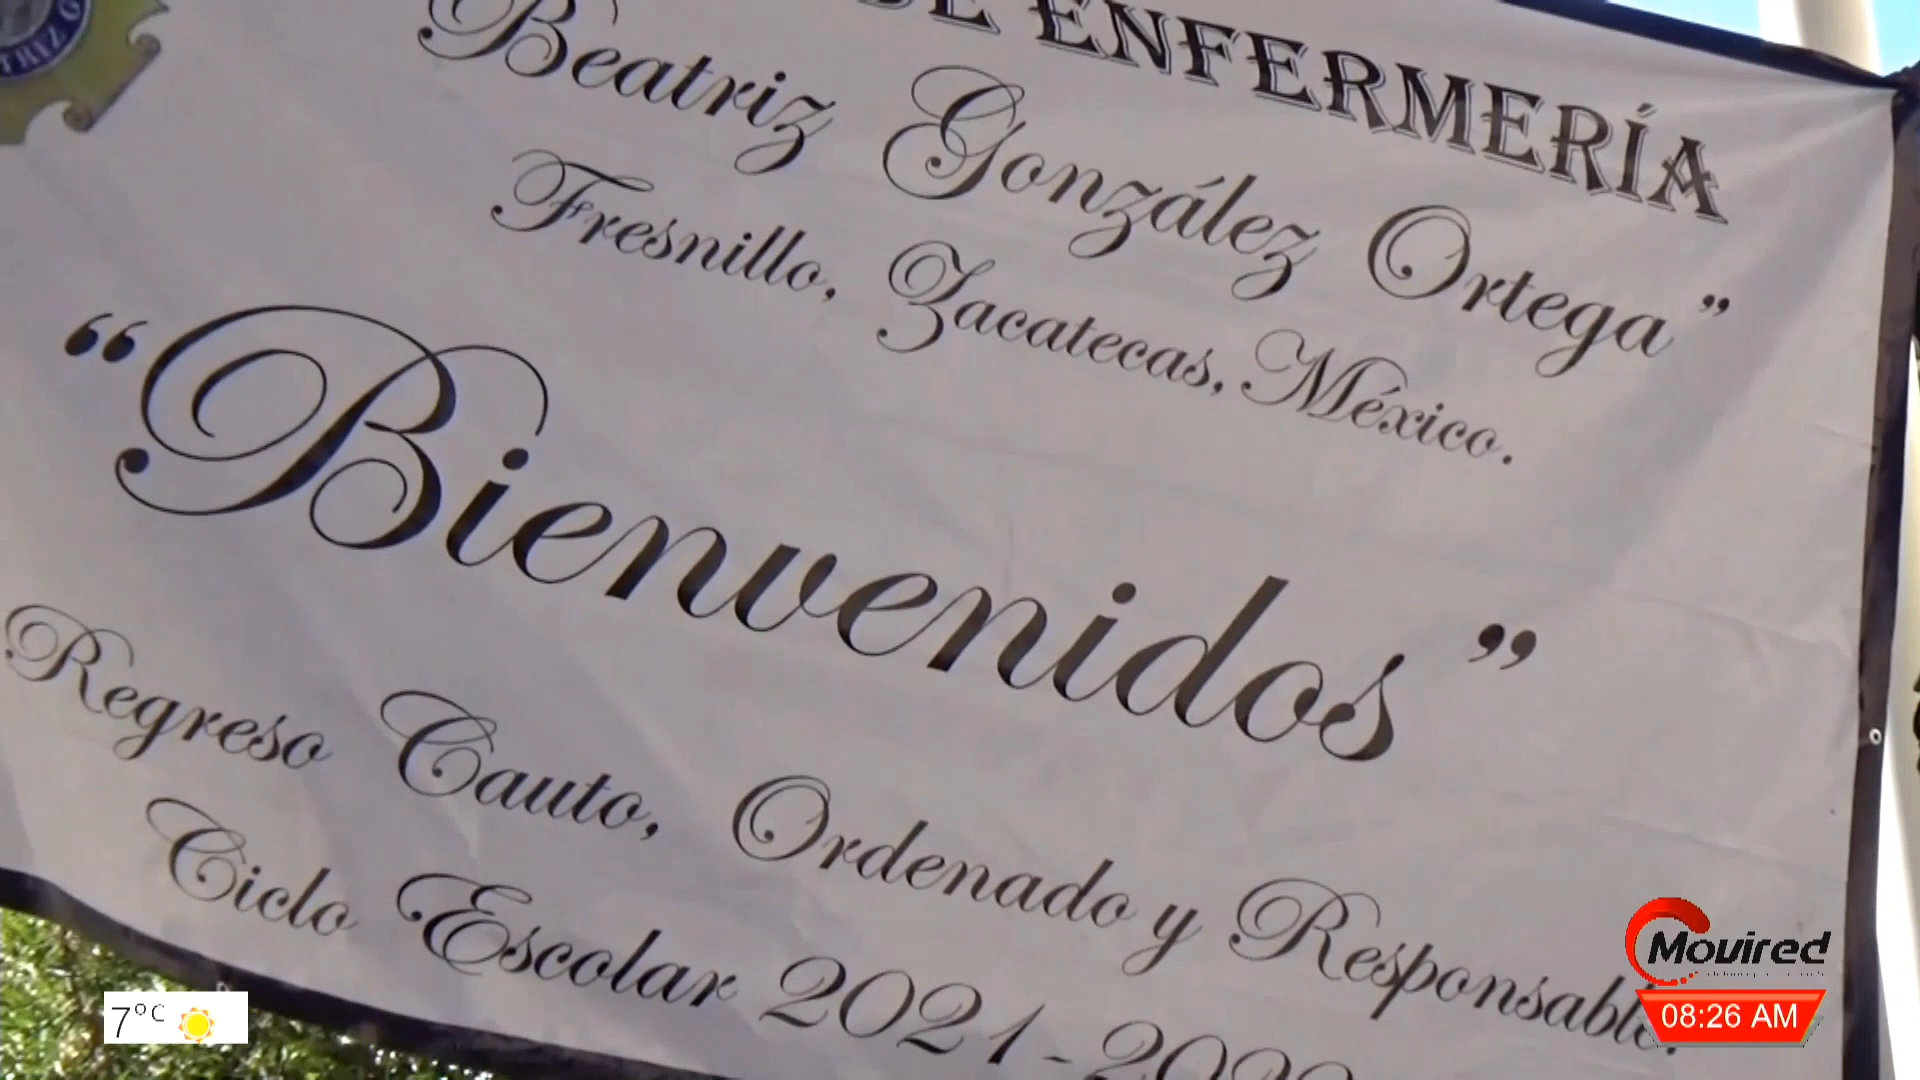 DE ENFERMERÍA
Beatriz González Ortega”
Fresnillo, Zacatecas, México.
“Bienvenidos”
Regreso Cauto, Ordenado y Responsable.
Ciclo Escolar 2021-2022
Movired
08:26 AM
7°C